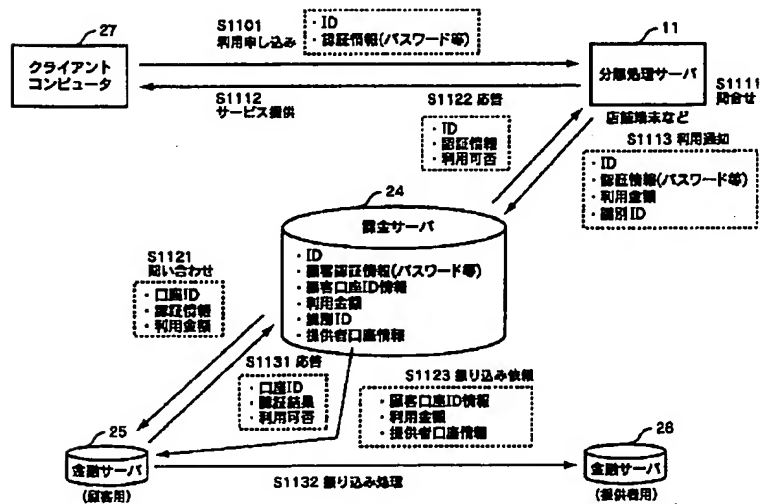 27
クライアント
コンピュータ
S1101
利用申し込み
・ID
・認証情報(パスワード等)
11
分散処理サーバ
S1111
問合せ
S1112
サービス提供
S1122 応答
・ID
・認証情報
・利用可否
店舗端末など
S1113 利用通知
・ID
・認証情報(パスワード等)
・利用金額
・識別ID
24
課金サーバ
・ID
・顧客認証情報(パスワード等)
・顧客口座ID情報
・利用金額
・識別ID
・提供者口座情報
S1121
問い合わせ
・口座ID
・認証情報
・利用金額
S1131 応答
・口座ID
・認証結果
・利用可否
S1123 振り込み依頼
・顧客口座ID情報
・利用金額
・提供者口座情報
25
金融サーバ
(顧客用)
S1132 振り込み処理
26
金融サーバ
(提供者用)